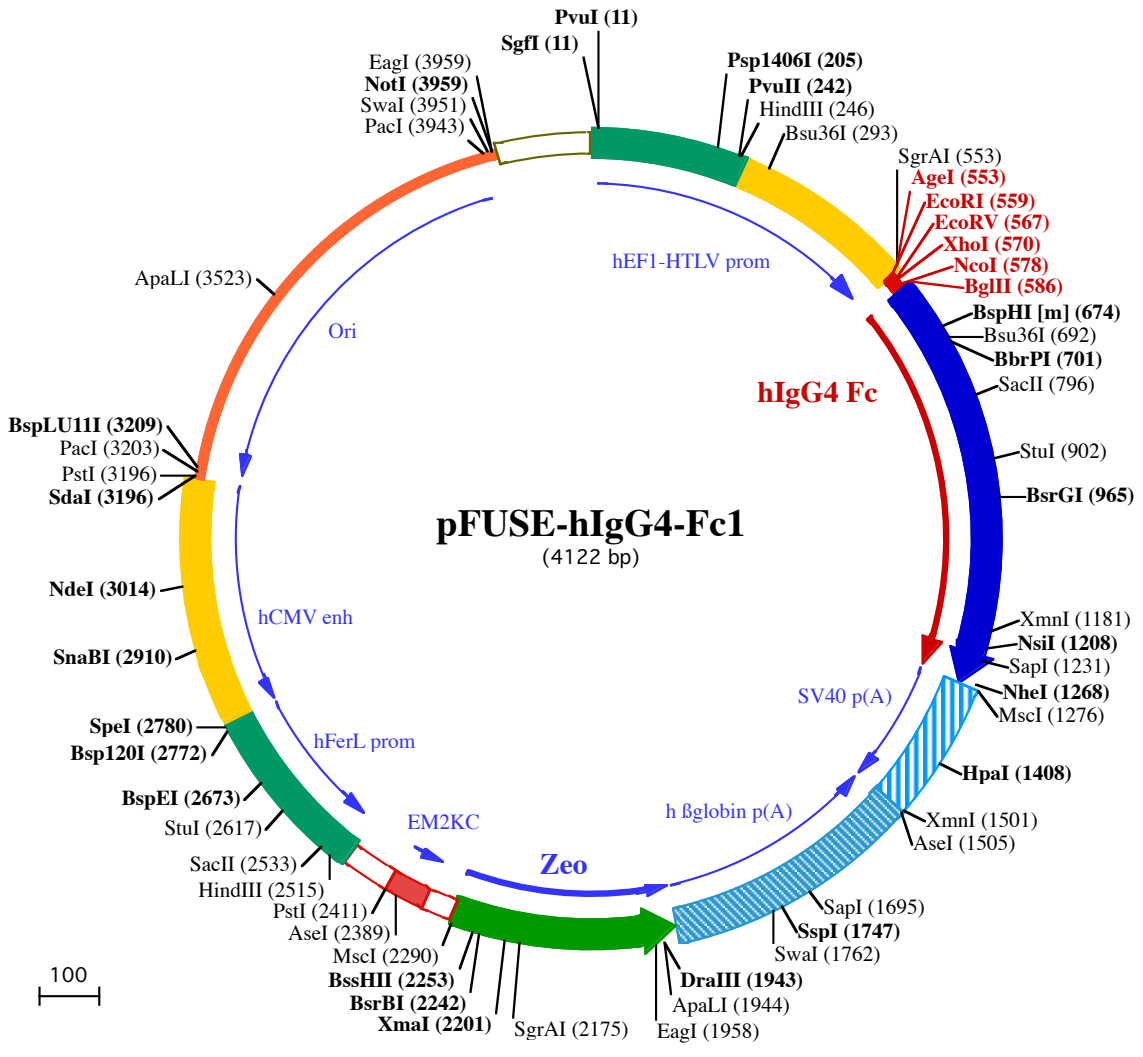 PvuI (11)
SgfI (11)
Psp1406I (205)
PvuII (242)
HindIII (246)
Bsu36I (293)
SgrAI (553)
AgeI (553)
EcoRI (559)
EcoRV (567)
XhoI (570)
NcoI (578)
BglII (586)
BspHI [m] (674)
Bsu36I (692)
BbrPI (701)
SacII (796)
StuI (902)
BsrGI (965)
XmnI (1181)
NsiI (1208)
SapI (1231)
NheI (1268)
MscI (1276)
HpaI (1408)
XmnI (1501)
AseI (1505)
SapI (1695)
SspI (1747)
SwaI (1762)
DraIII (1943)
ApaLI (1944)
EagI (1958)
SgrAI (2175)
XmaI (2201)
BsrBI (2242)
BssHII (2253)
MscI (2290)
AseI (2389)
PstI (2411)
HindIII (2515)
SacII (2533)
StuI (2617)
BspEI (2673)
Bsp120I (2772)
SpeI (2780)
SnaBI (2910)
NdeI (3014)
SdaI (3196)
PstI (3196)
PacI (3203)
BspLU11I (3209)
ApaLI (3523)
PacI (3943)
SwaI (3951)
NotI (3959)
EagI (3959)
hEF1-HTLV prom
hIgG4 Fc
SV40 p(A)
h ßglobin p(A)
Zeo
EM2KC
hFerL prom
hCMV enh
Ori
pFUSE-hIgG4-Fc1
(4122 bp)
100